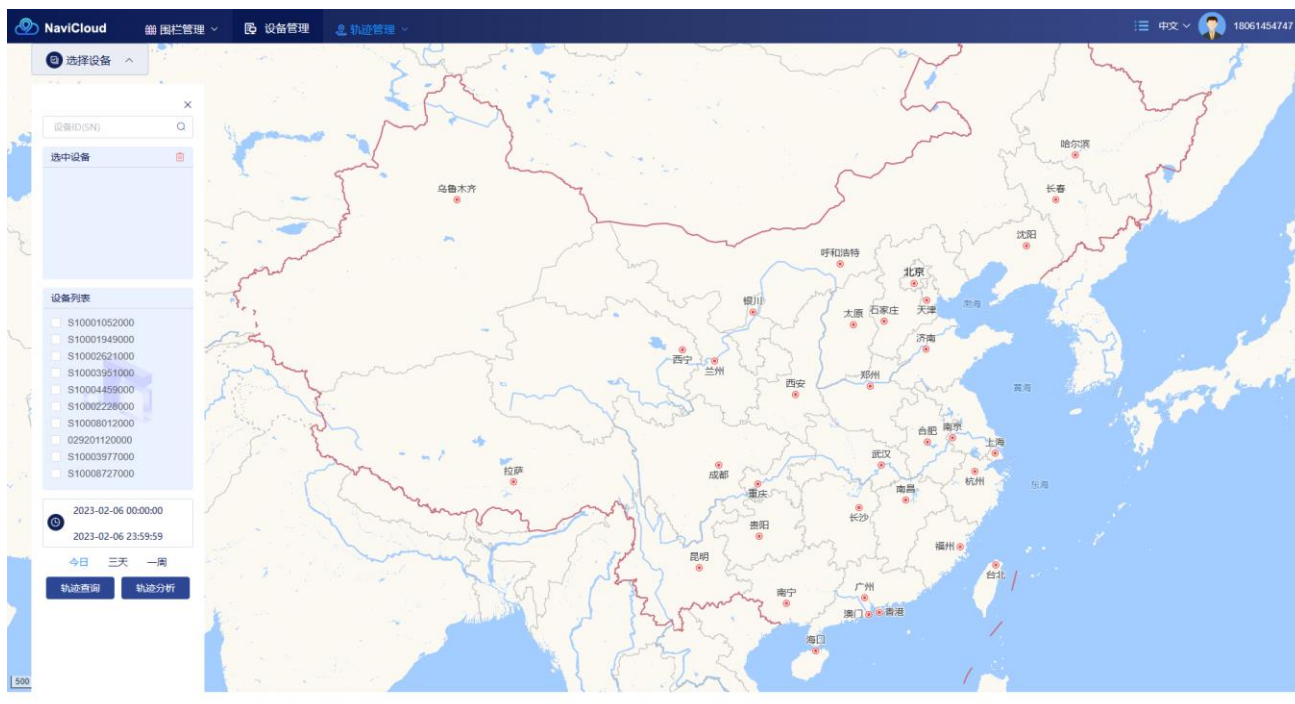 NaviCloud 围栏管理 设备管理 轨迹管理 中文 18061454747
选择设备
设备ID(SN)
选中设备
设备列表
S10001052000
S10001949000
S10002621000
S10003951000
S10004459000
S10002228000
S10008012000
029201120000
S10003977000
S10008727000
2023-02-06 00:00:00
2023-02-06 23:59:59
今日 三天 一周
轨迹查询 轨迹分析
500
哈尔滨
长春
乌鲁木齐
沈阳
呼和浩特
北京
银川
天津
渤海
石家庄
太原
济南
西宁
兰州
郑州
西安
黄海
南京
合肥
上海
武汉
拉萨
成都
杭州
东海
重庆
南昌
长沙
贵阳
福州
昆明
台北
广州
南宁
澳门
香港
海口